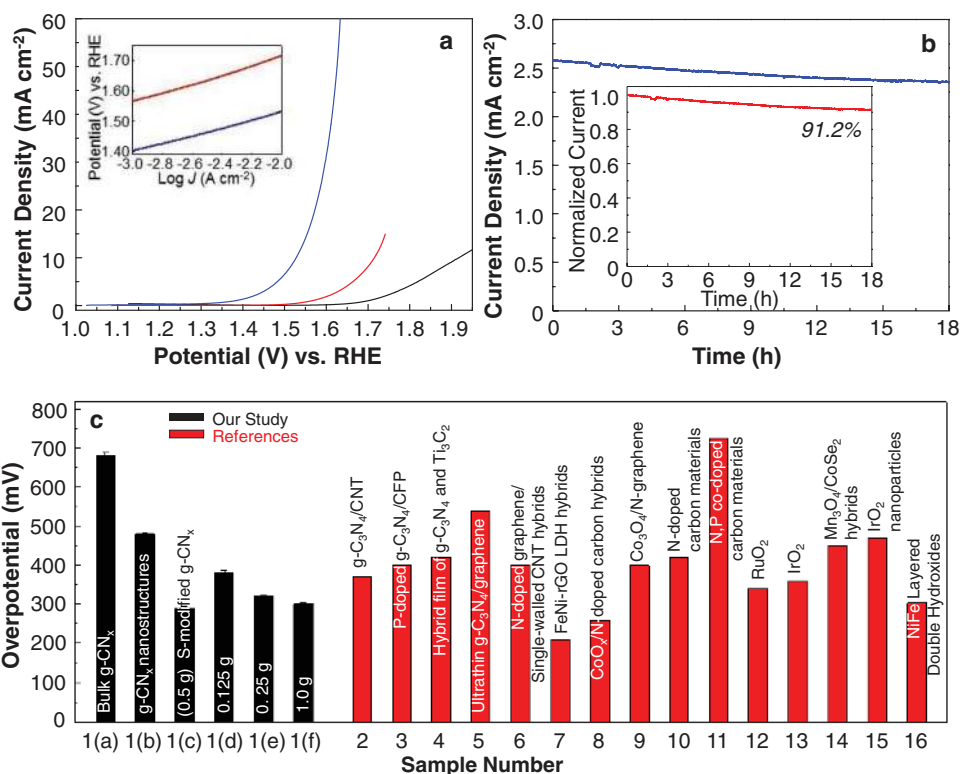 a
60
50
40
30
20
10
0
Current Density (mA cm-2)
1.0 1.1 1.2 1.3 1.4 1.5 1.6 1.7 1.8 1.9
Potential (V) vs. RHE
1.70
1.60
1.50
1.40
Potential (V) vs. RHE
-3.0 -2.8 -2.6 -2.4 -2.2 -2.0
Log J (A cm-2)
b
3.0
2.5
2.0
1.5
1.0
0.5
0.0
Current Density (mA cm-2)
0 3 6 9 12 15 18
Time (h)
1.0
0.8
0.6
0.4
0.2
0
Normalized Current
91.2%
0 3 6 9 12 15 18
Time (h)
c
Our Study
References
800
700
600
500
400
300
200
100
0
Overpotential (mV)
Bulk g-CNx
g-CNx nanostructures
(0.5 g) S-modified g-CNx
0.125 g
0. 25 g
1.0 g
g-C3N4/CNT
P-doped g-C3N4/CFP
Hybrid film of g-C3N4 and Ti3C2
Ultrathin g-C3N4/graphene
N-doped graphene/
Single-walled CNT hybrids
FeNi-rGO LDH hybrids
CoOx/N-doped carbon hybrids
Co3O4/N-graphene
N-doped
carbon materials
N,P co-doped
carbon materials
RuO2
IrO2
Mn3O4/CoSe2
hybrids
IrO2
nanoparticles
NiFe Layered
Double Hydroxides
1(a) 1(b) 1(c) 1(d) 1(e) 1(f) 2 3 4 5 6 7 8 9 10 11 12 13 14 15 16
Sample Number